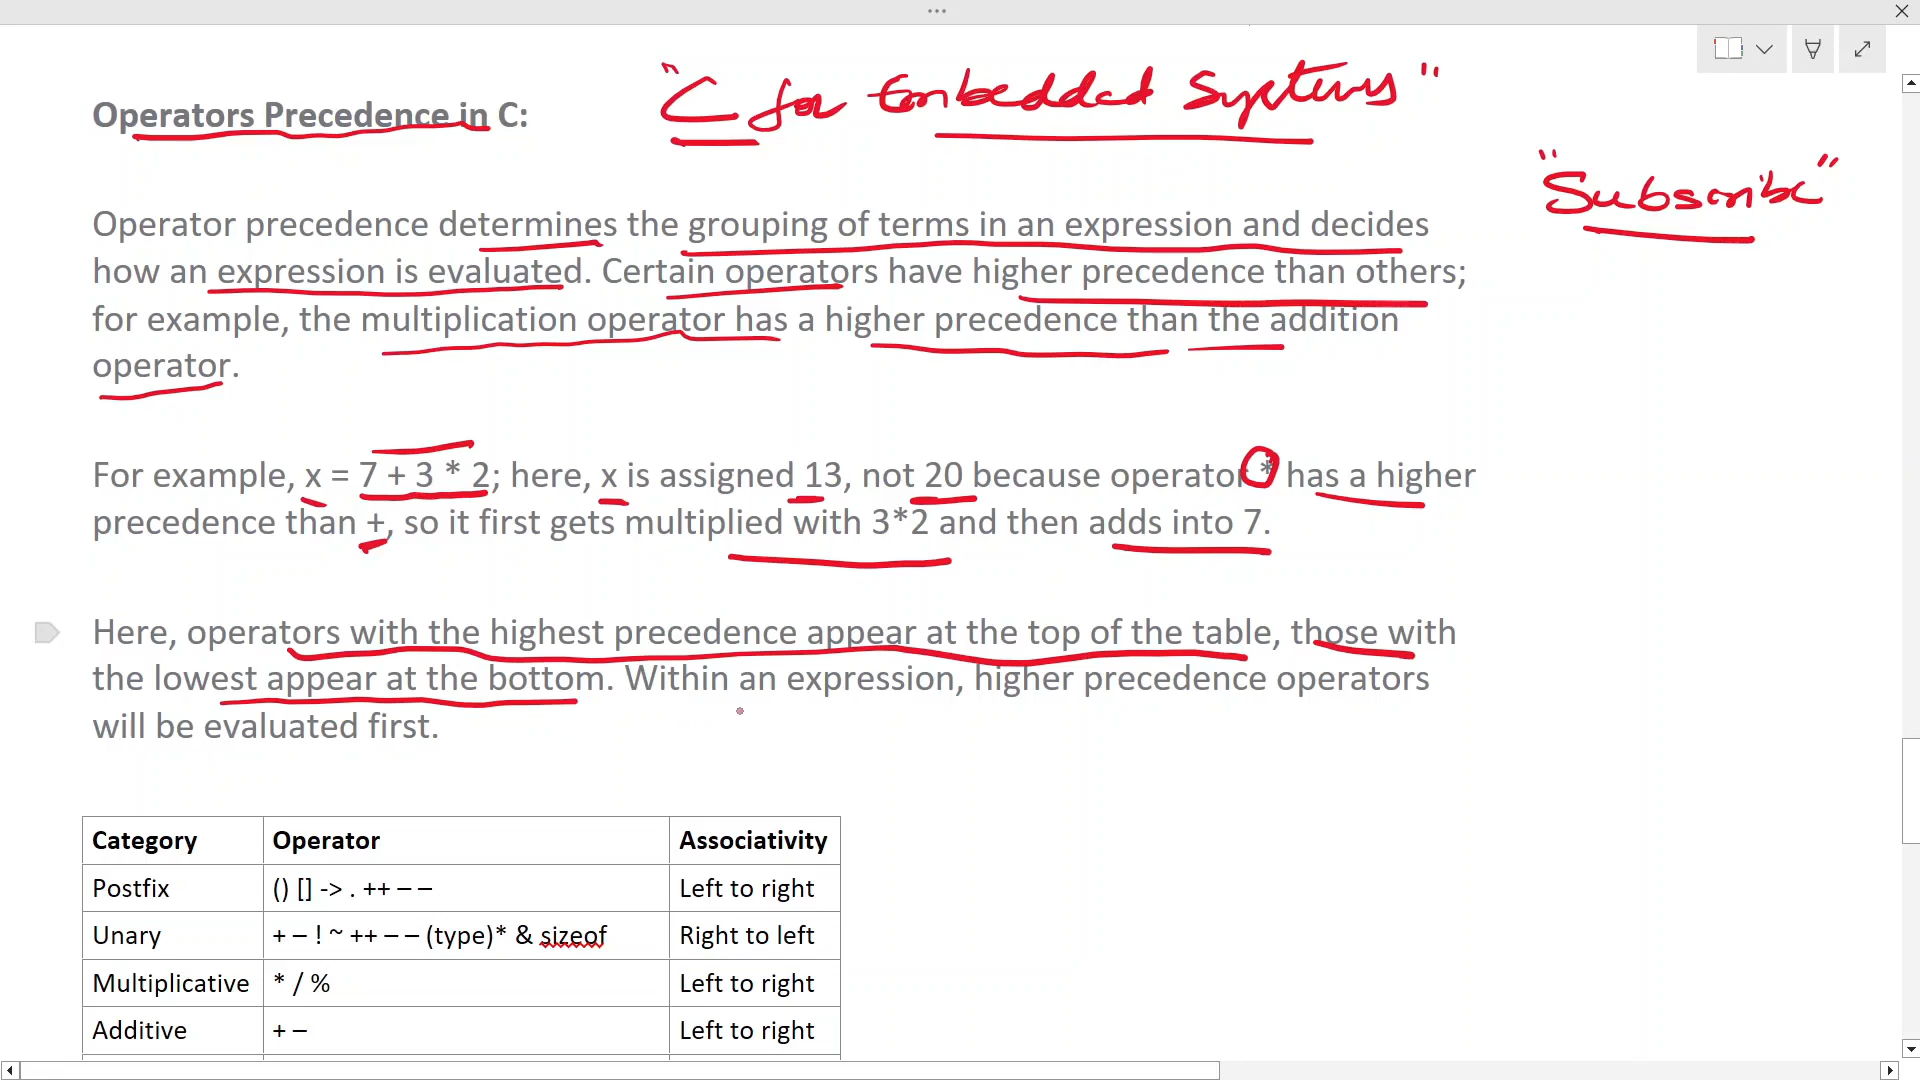 "C for Embedded Systems"
Operators Precedence in C:
"Subscribe"
Operator precedence determines the grouping of terms in an expression and decides
how an expression is evaluated. Certain operators have higher precedence than others;
for example, the multiplication operator has a higher precedence than the addition
operator.
For example, x = 7 + 3 * 2; here, x is assigned 13, not 20 because operator * has a higher
precedence than +, so it first gets multiplied with 3*2 and then adds into 7.
Here, operators with the highest precedence appear at the top of the table, those with
the lowest appear at the bottom. Within an expression, higher precedence operators
will be evaluated first.
Category Operator Associativity
Postfix () [] -> . ++ – – Left to right
Unary + – ! ~ ++ – – (type)* & sizeof Right to left
Multiplicative * / % Left to right
Additive + – Left to right